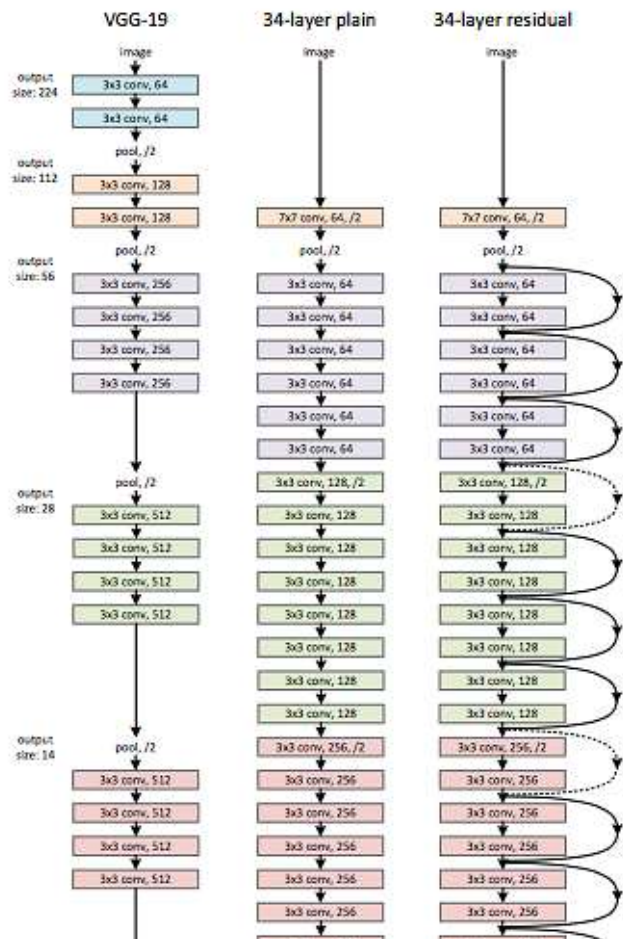 VGG-19
image
output
size: 224
3x3 conv, 64
3x3 conv, 64
pool, /2
output
size: 112
3x3 conv, 128
3x3 conv, 128
pool, /2
output
size: 56
3x3 conv, 256
3x3 conv, 256
3x3 conv, 256
3x3 conv, 256
pool, /2
output
size: 28
3x3 conv, 512
3x3 conv, 512
3x3 conv, 512
3x3 conv, 512
output
size: 14
pool, /2
3x3 conv, 512
3x3 conv, 512
3x3 conv, 512
3x3 conv, 512
34-layer plain
image
7x7 conv, 64, /2
pool, /2
3x3 conv, 64
3x3 conv, 64
3x3 conv, 64
3x3 conv, 64
3x3 conv, 64
3x3 conv, 64
3x3 conv, 128, /2
3x3 conv, 128
3x3 conv, 128
3x3 conv, 128
3x3 conv, 128
3x3 conv, 128
3x3 conv, 128
3x3 conv, 128
3x3 conv, 256, /2
3x3 conv, 256
3x3 conv, 256
3x3 conv, 256
3x3 conv, 256
3x3 conv, 256
34-layer residual
image
7x7 conv, 64, /2
pool, /2
3x3 conv, 64
3x3 conv, 64
3x3 conv, 64
3x3 conv, 64
3x3 conv, 64
3x3 conv, 64
3x3 conv, 128, /2
3x3 conv, 128
3x3 conv, 128
3x3 conv, 128
3x3 conv, 128
3x3 conv, 128
3x3 conv, 128
3x3 conv, 128
3x3 conv, 256, /2
3x3 conv, 256
3x3 conv, 256
3x3 conv, 256
3x3 conv, 256
3x3 conv, 256